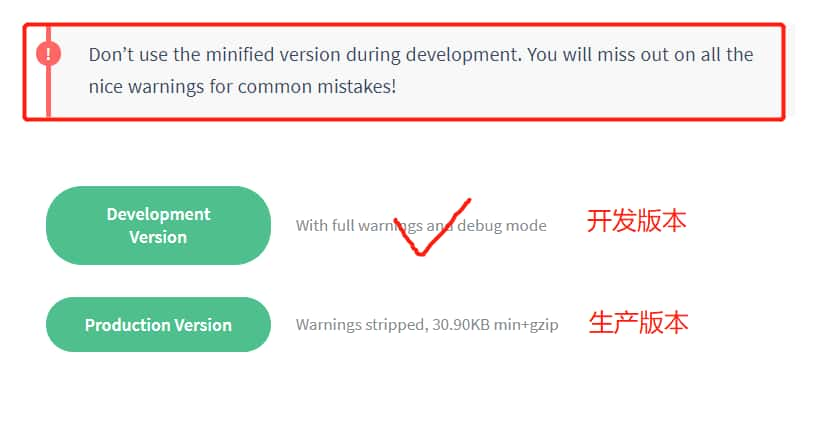 !
Don’t use the minified version during development. You will miss out on all the
nice warnings for common mistakes!
Development
Version
With full warnings and debug mode
开发版本
Production Version
Warnings stripped, 30.90KB min+gzip
生产版本